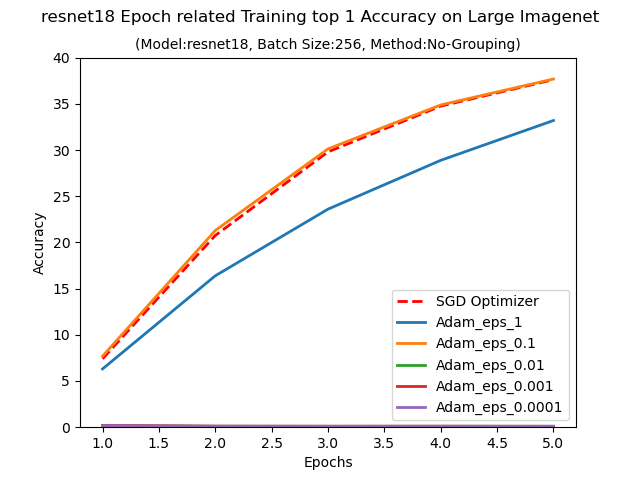 resnet18 Epoch related Training top 1 Accuracy on Large Imagenet
(Model:resnet18, Batch Size:256, Method:No-Grouping)
40
35
30
25
20
15
10
5
0
Accuracy
SGD Optimizer
Adam_eps_1
Adam_eps_0.1
Adam_eps_0.01
Adam_eps_0.001
Adam_eps_0.0001
1.0 1.5 2.0 2.5 3.0 3.5 4.0 4.5 5.0
Epochs